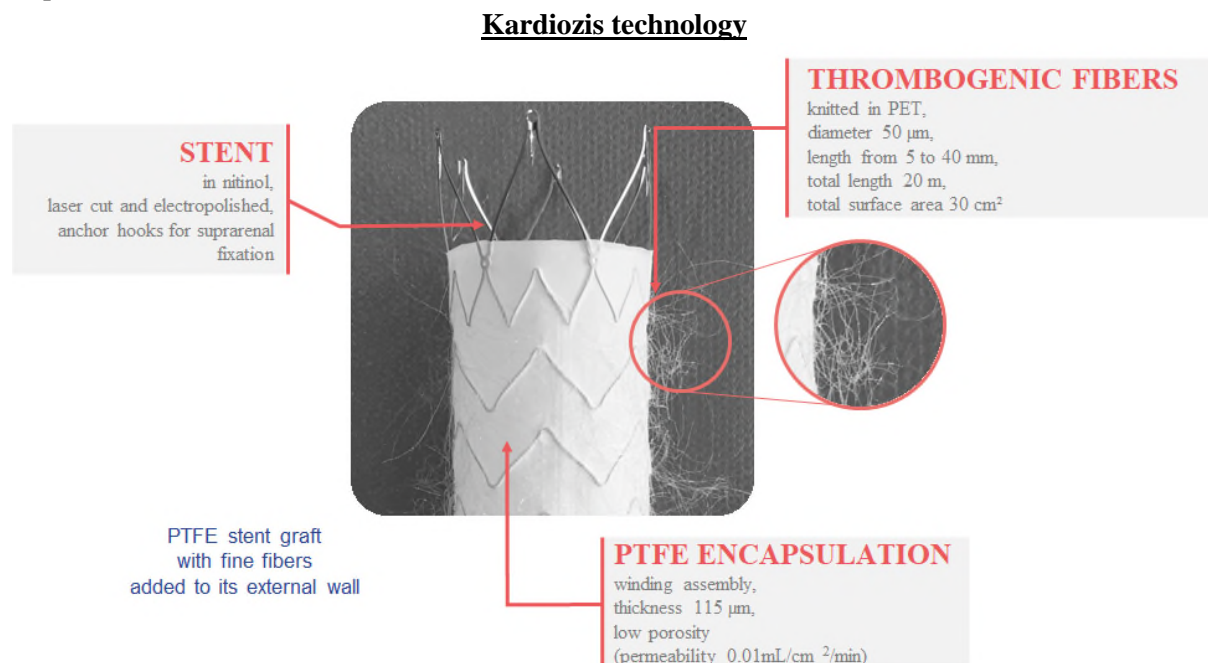 Kardiozis technology
THROMBOGENIC FIBERS
knitted in PET,
diameter 50 μm,
length from 5 to 40 mm,
total length 20 m,
total surface area 30 cm²
STENT
in nitinol,
laser cut and electropolished,
anchor hooks for suprarenal
fixation
PTFE stent graft
with fine fibers
added to its external wall
PTFE ENCAPSULATION
winding assembly,
thickness 115 μm,
low porosity
(permeability 0.01mL/cm ²/min)